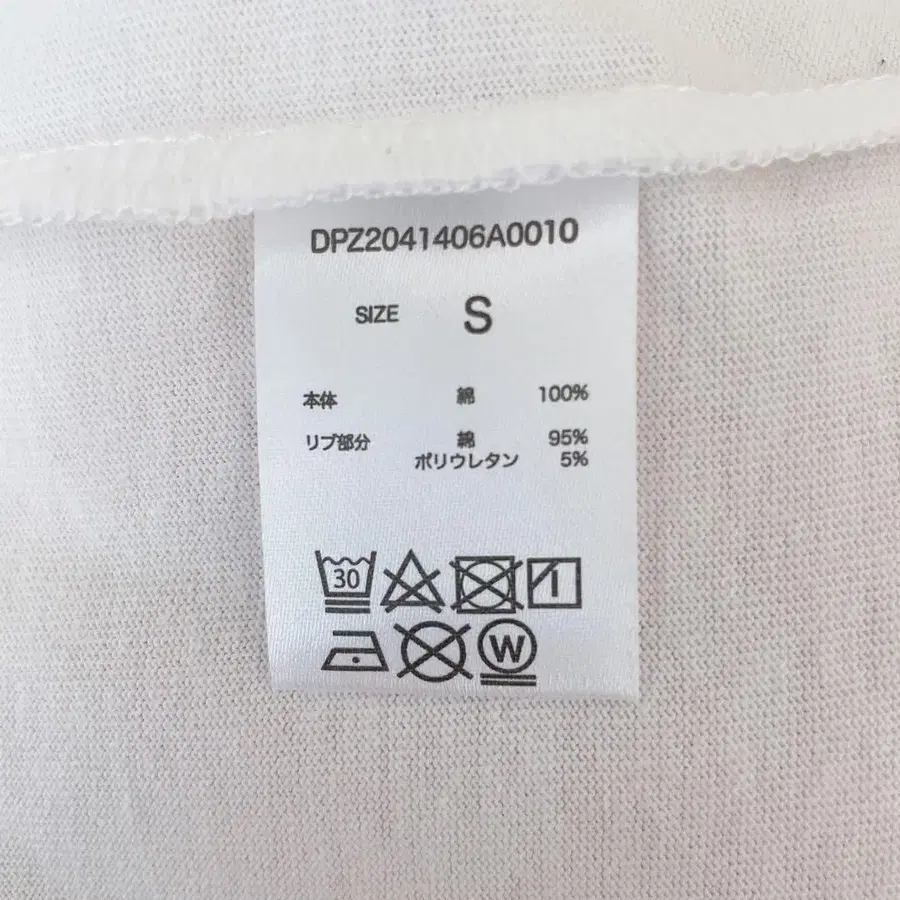 DPZ2041406A0010
SIZE S
本体 綿 100%
リブ部分 綿 95%
ポリウレタン 5%
30
W